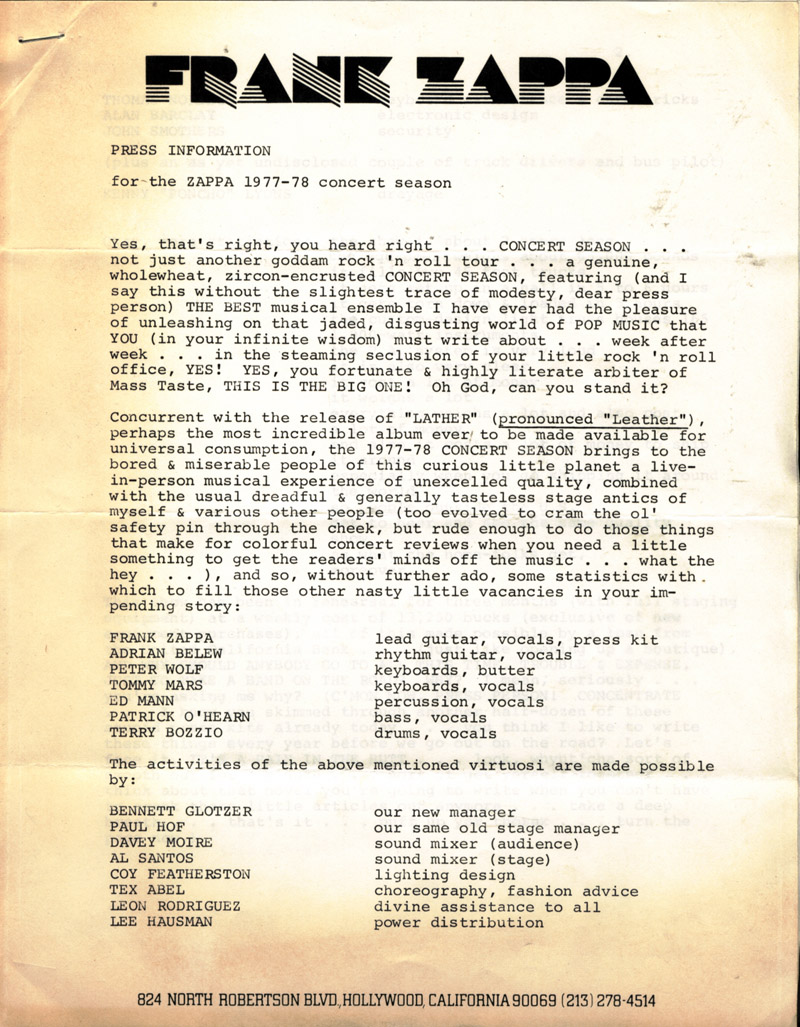 FRANK ZAPPA
PRESS INFORMATION
for the ZAPPA 1977-78 concert season
Yes, that's right, you heard right . . . CONCERT SEASON . . .
not just another goddam rock 'n roll tour . . . a genuine,
wholewheat, zircon-encrusted CONCERT SEASON, featuring (and I
say this without the slightest trace of modesty, dear press
person) THE BEST musical ensemble I have ever had the pleasure
of unleashing on that jaded, disgusting world of POP MUSIC that
YOU (in your infinite wisdom) must write about . . . week after
week . . . in the steaming seclusion of your little rock 'n roll
office, YES!  YES, you fortunate & highly literate arbiter of
Mass Taste, THIS IS THE BIG ONE!  Oh God, can you stand it?
Concurrent with the release of "LATHER" (pronounced "Leather"),
perhaps the most incredible album ever to be made available for
universal consumption, the 1977-78 CONCERT SEASON brings to the
bored & miserable people of this curious little planet a live-
in-person musical experience of unexcelled quality, combined
with the usual dreadful & generally tasteless stage antics of
myself & various other people (too evolved to cram the ol'
safety pin through the cheek, but rude enough to do those things
that make for colorful concert reviews when you need a little
something to get the readers' minds off the music . . . what the
hey . . . ), and so, without further ado, some statistics with
which to fill those other nasty little vacancies in your im-
pending story:
FRANK ZAPPA lead guitar, vocals, press kit
ADRIAN BELEW rhythm guitar, vocals
PETER WOLF keyboards, butter
TOMMY MARS keyboards, vocals
ED MANN percussion, vocals
PATRICK O'HEARN bass, vocals
TERRY BOZZIO drums, vocals
The activities of the above mentioned virtuosi are made possible
by:
BENNETT GLOTZER our new manager
PAUL HOF our same old stage manager
DAVEY MOIRE sound mixer (audience)
AL SANTOS sound mixer (stage)
COY FEATHERSTON lighting design
TEX ABEL choreography, fashion advice
LEON RODRIGUEZ divine assistance to all
LEE HAUSMAN power distribution
824 NORTH ROBERTSON BLVD., HOLLYWOOD, CALIFORNIA 90069 (213) 278-4514